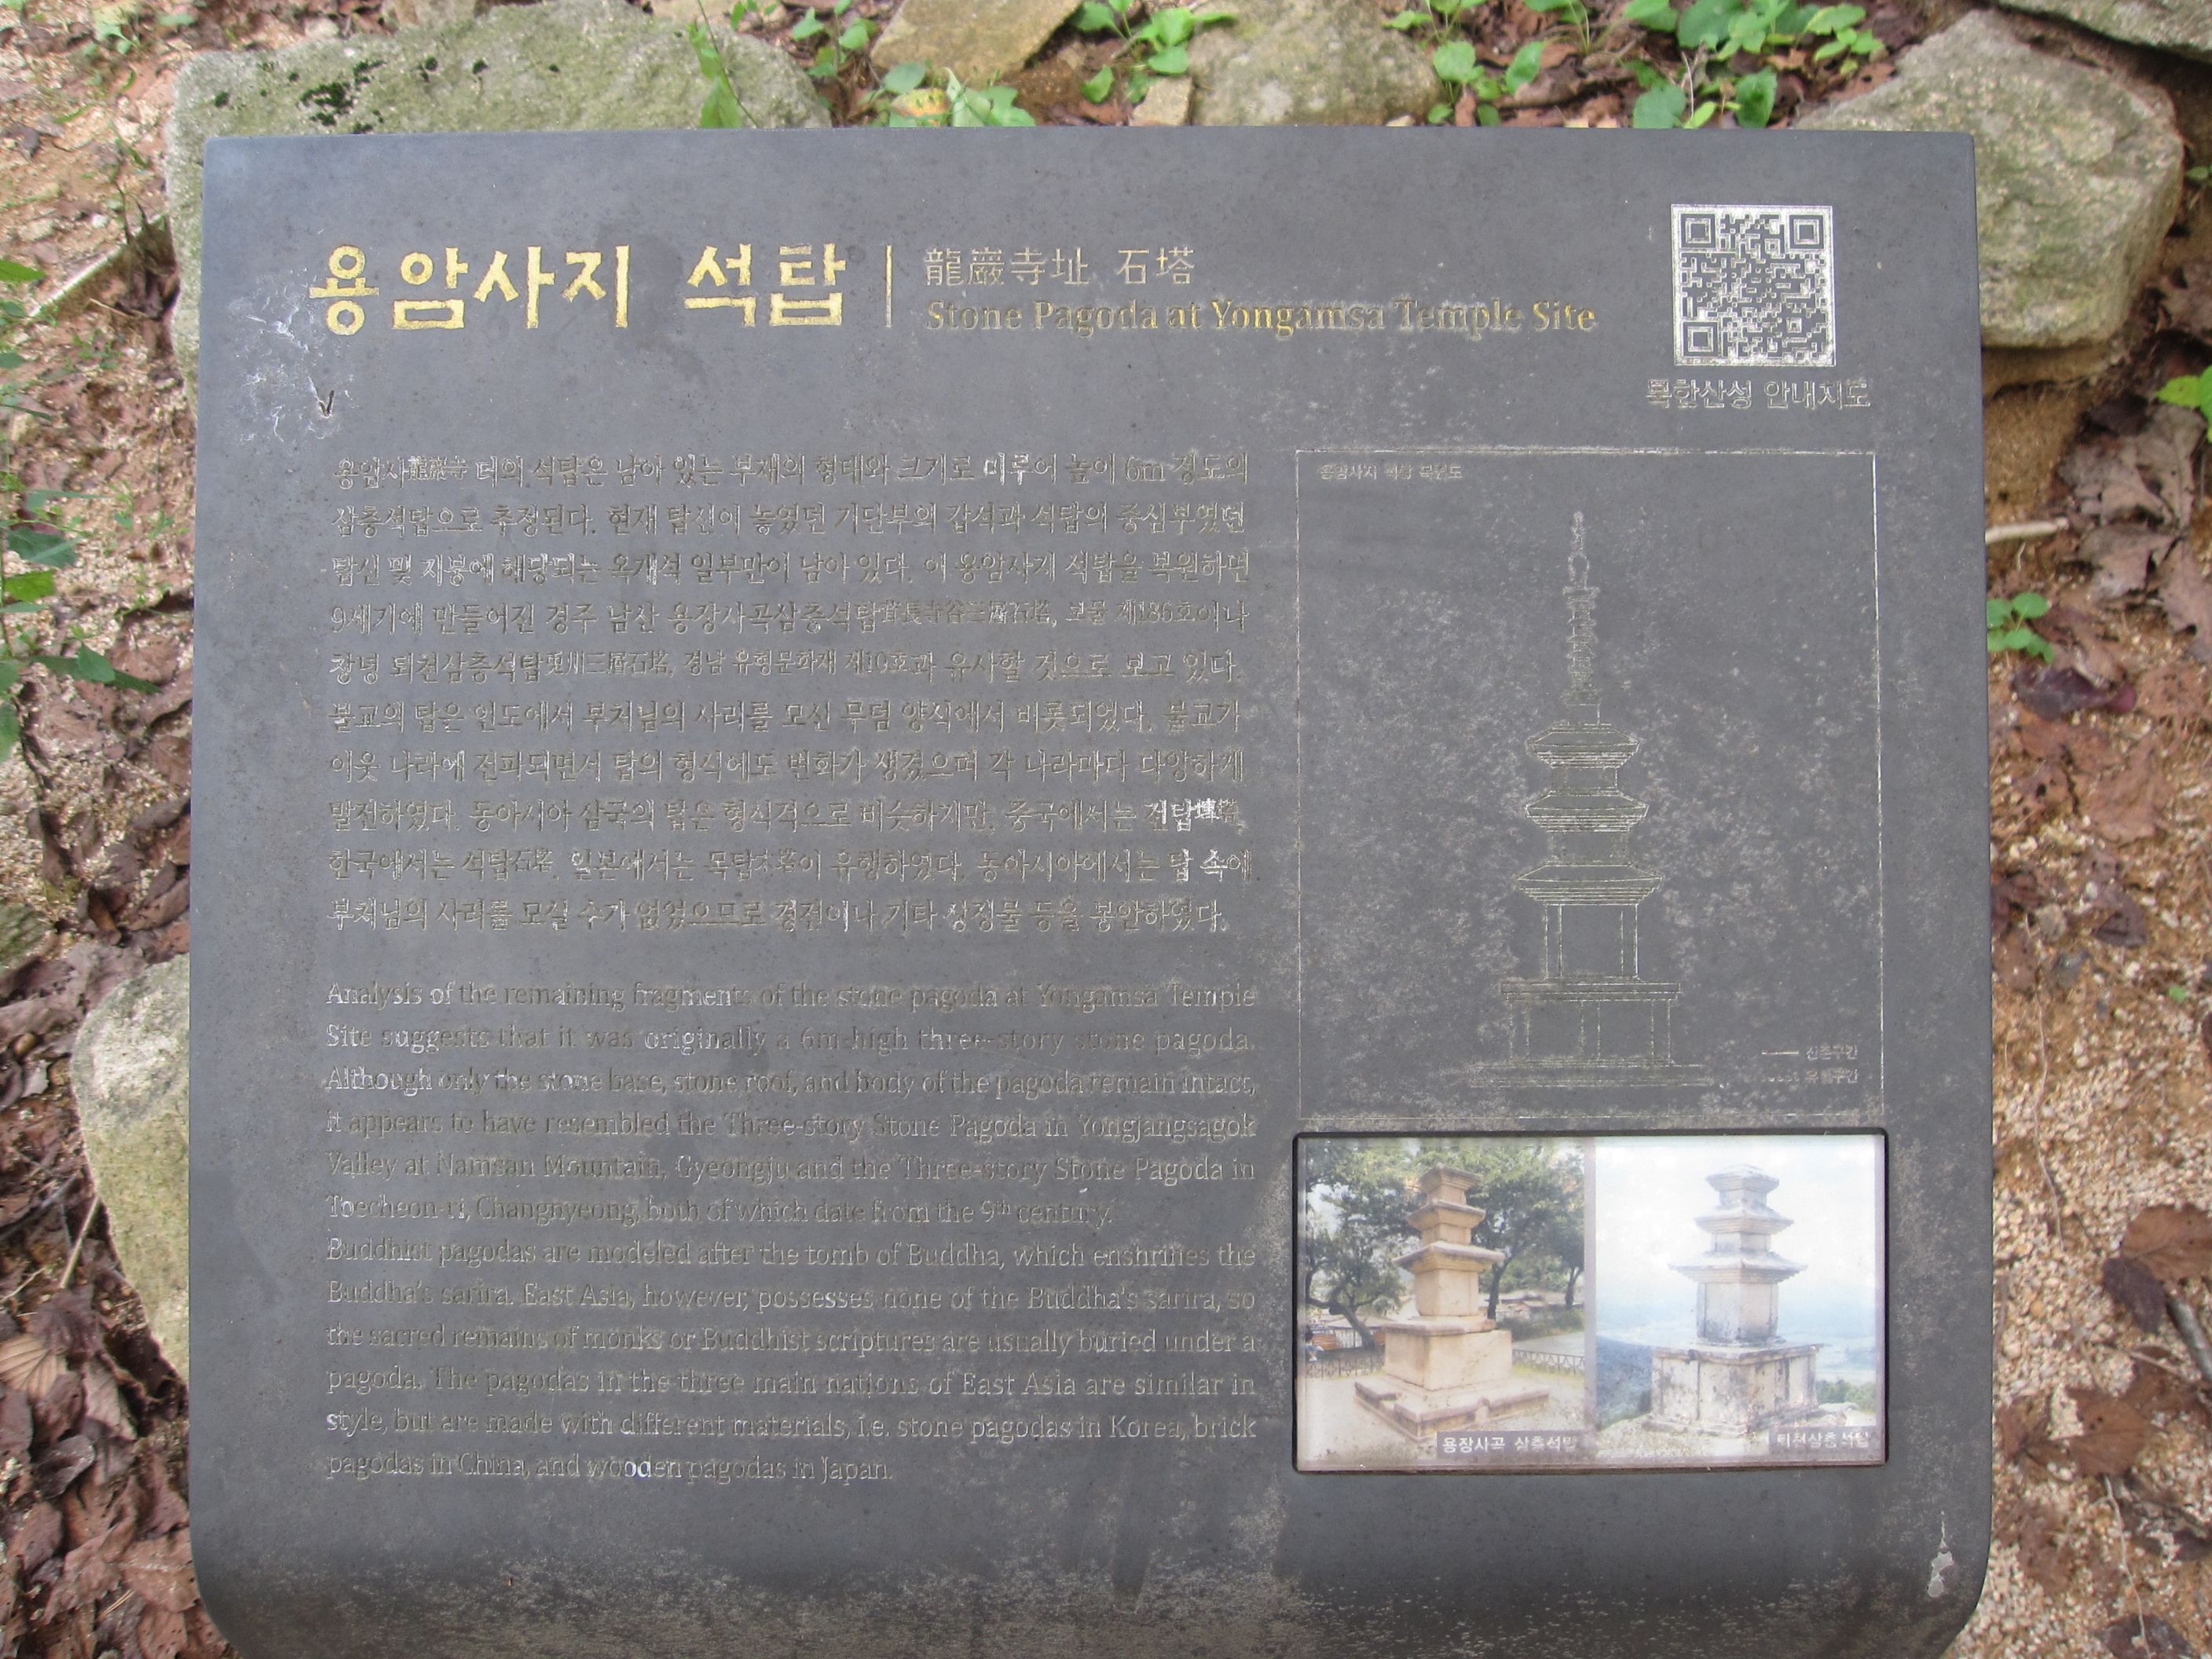 용암사지 석탑
龍巖寺址 石塔
Stone Pagoda at Yongamsa Temple Site
북한산성 안내지도
용암사龍巖寺 터의 석탑은 남아 있는 부재의 형태와 크기로 미루어 높이 6m 정도의
삼층석탑으로 추정된다. 현재 탑신이 놓였던 기단부의 갑석과 석탑의 중심부였던
탑신 및 지붕에 해당되는 옥개석 일부만이 남아 있다. 이 용암사지 석탑을 복원하면
9세기에 만들어진 경주 남산 용장사곡삼층석탑茸長寺谷三層石塔, 보물 제186호이나
창녕 퇴천삼층석탑兎川三層石塔, 경남 유형문화재 제10호과 유사할 것으로 보고 있다.
불교의 탑은 인도에서 부처님의 사리를 모신 무덤 양식에서 비롯되었다. 불교가
이웃 나라에 전파되면서 탑의 형식에도 변화가 생겼으며 각 나라마다 다양하게
발전하였다. 동아시아 삼국의 탑은 형식적으로 비슷하지만, 중국에서는 전탑
한국에서는 석탑石塔, 일본에서는 목탑木塔이 유행하였다. 동아시아에서는 탑 속에
부처님의 사리를 모실 수가 없었으므로 경전이나 기타 상징물 등을 봉안하였다.
Analysis of the remaining fragments of the stone pagoda at Yongamsa Temple
Site suggests that it was originally a 6m-high three-story stone pagoda.
Although only the stone base, stone roof, and body of the pagoda remain intact,
it appears to have resembled the Three-story Stone Pagoda in Yongjangsagok
Valley at Namsan Mountain, Gyeongju and the Three-story Stone Pagoda in
Toecheon-ri, Changnyeong, both of which date from the 9th century.
Buddhist pagodas are modeled after the tomb of Buddha, which enshrines the
Buddha's sarira. East Asia, however, possesses none of the Buddha's sarira, so
the sacred remains of monks or Buddhist scriptures are usually buried under a
pagoda. The pagodas in the three main nations of East Asia are similar in
style, but are made with different materials, i.e. stone pagodas in Korea, brick
pagodas in China, and wooden pagodas in Japan.
용암사지 석탑 복원도
용장사곡 삼층석탑
퇴천삼층석탑